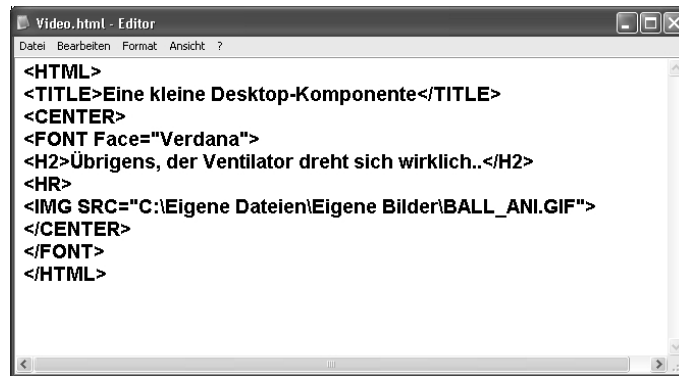 Video.html - Editor
Datei Bearbeiten Format Ansicht ?
<HTML>
<TITLE>Eine kleine Desktop-Komponente</TITLE>
<CENTER>
<FONT Face="Verdana">
<H2>Übrigens, der Ventilator dreht sich wirklich..</H2>
<HR>
<IMG SRC="C:\Eigene Dateien\Eigene Bilder\BALL_ANI.GIF">
</CENTER>
</FONT>
</HTML>